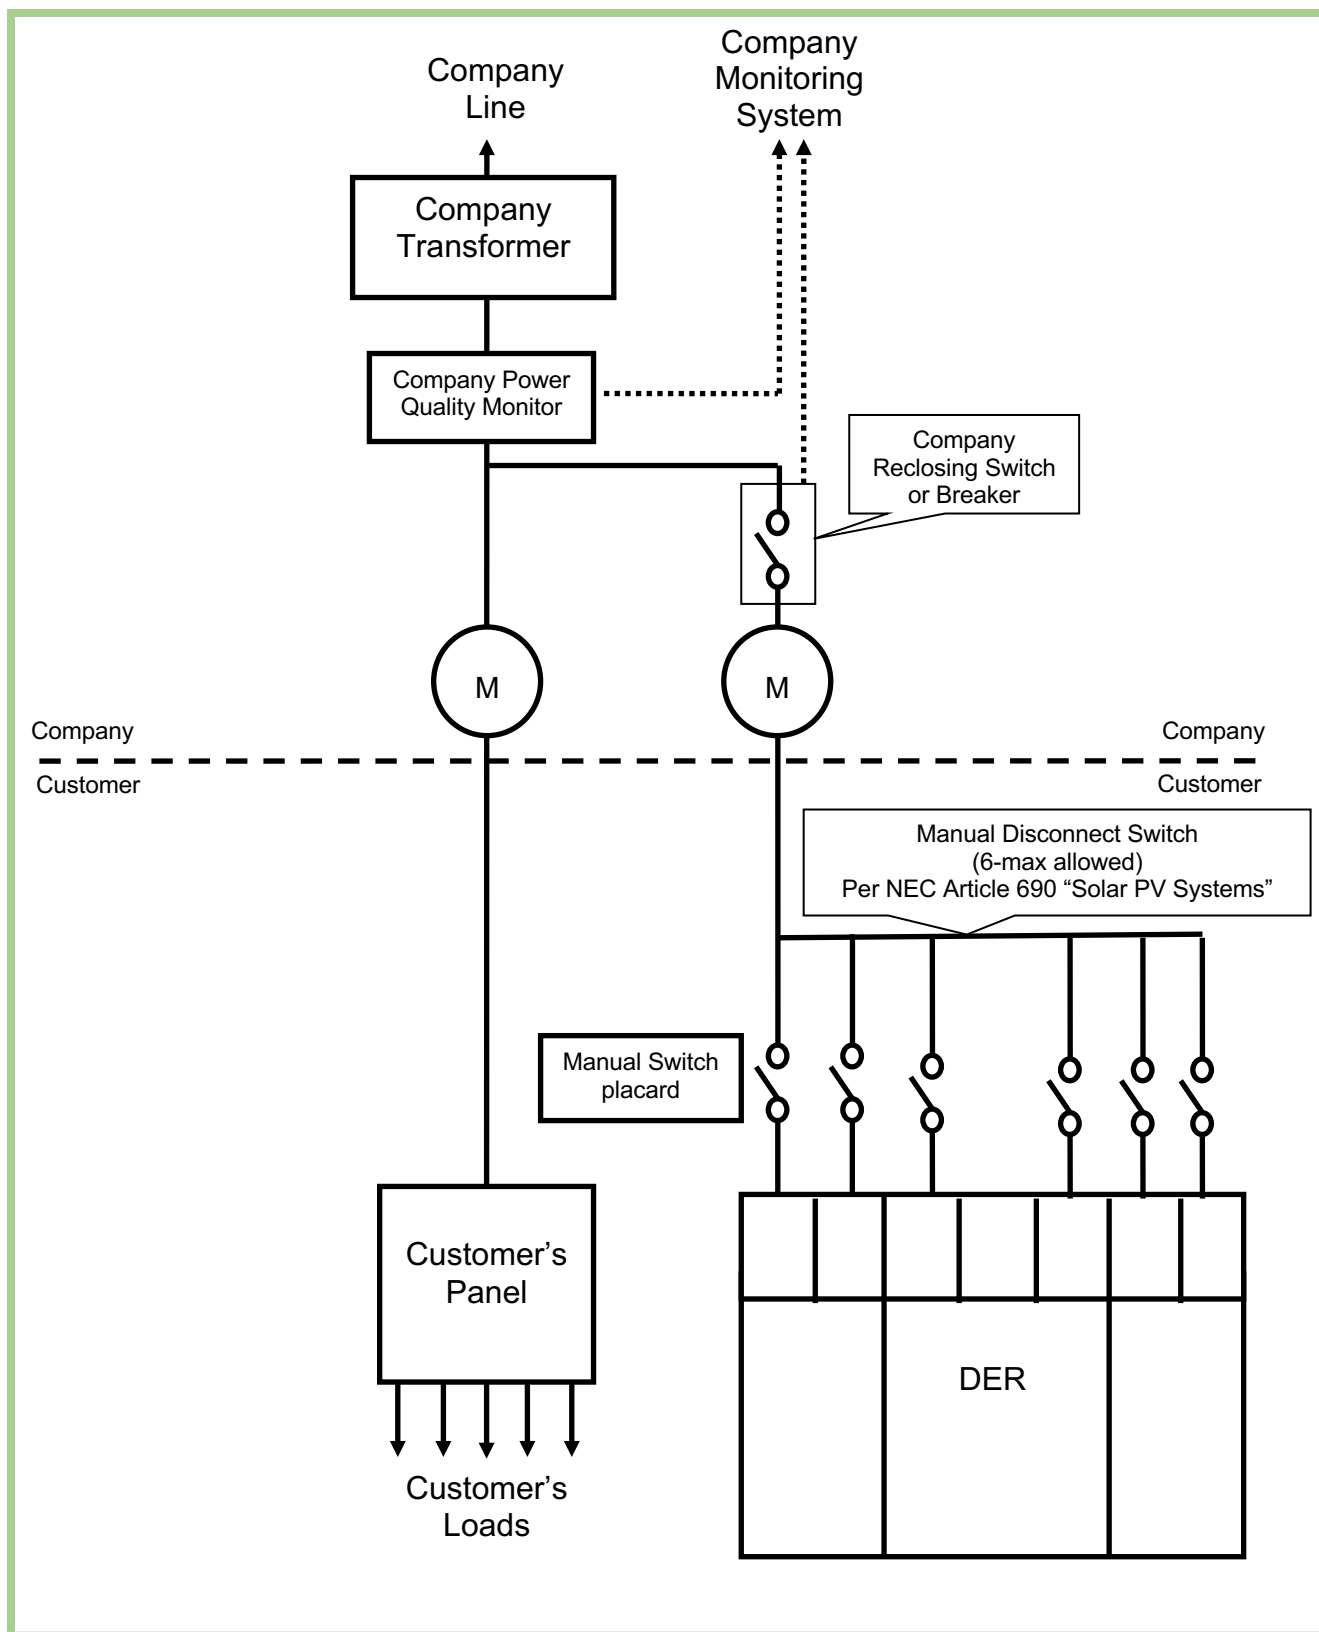 Company
Line
Company
Monitoring
System
Company
Transformer
Company Power
Quality Monitor
Company
Reclosing Switch
or Breaker
M
M
Company
Company
Customer
Customer
Manual Disconnect Switch
(6-max allowed)
Per NEC Article 690 “Solar PV Systems”
Manual Switch
placard
Customer’s
Panel
DER
Customer’s
Loads